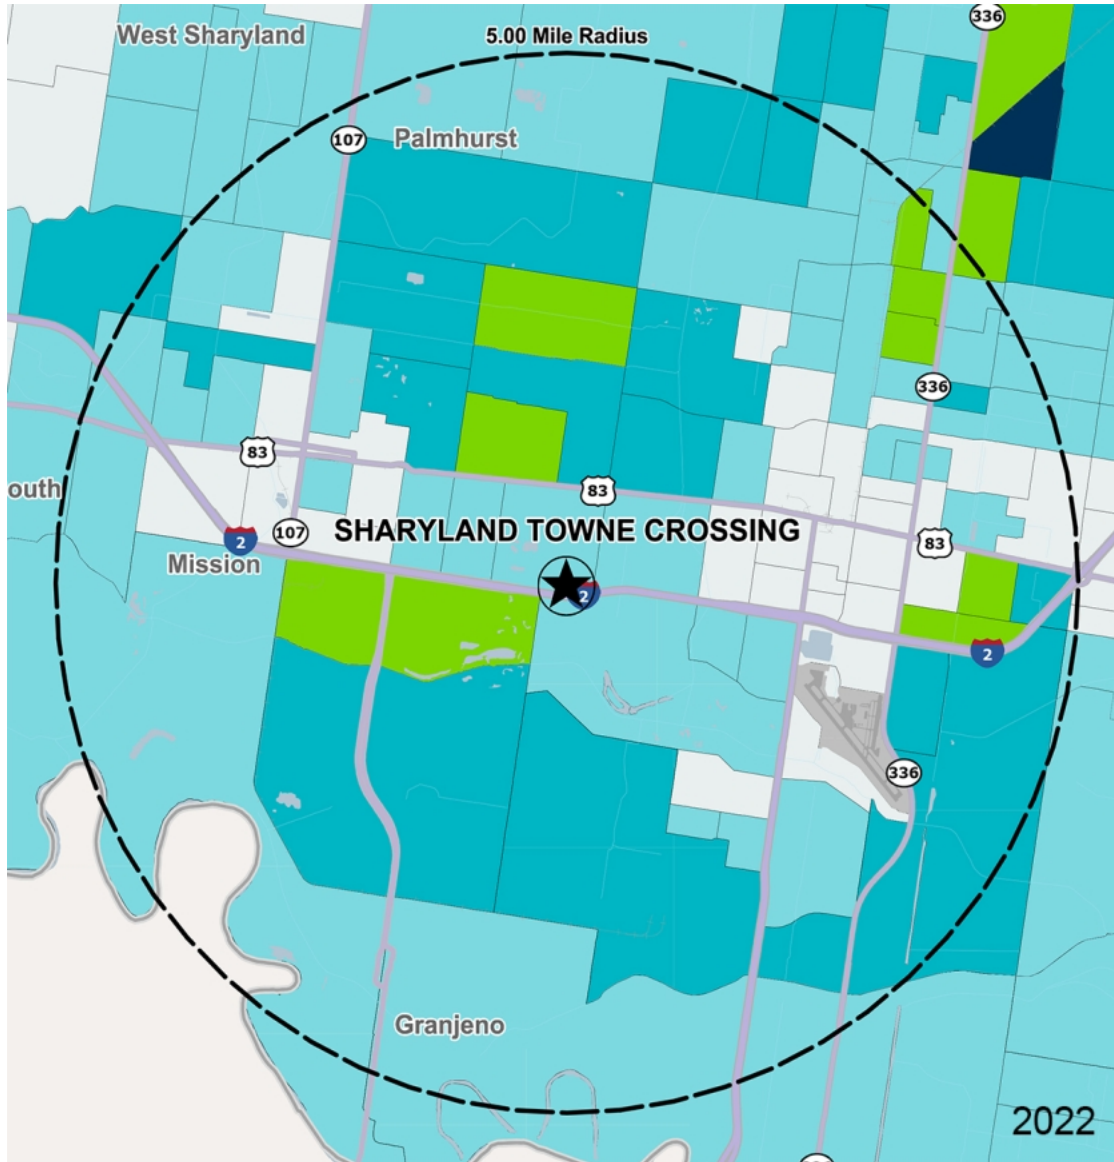 336
West Sharyland
5.00 Mile Radius
107
Palmhurst
336
83
83
outh
SHARYLAND TOWNE CROSSING
107
2
83
Mission
2
2
336
Granjeno
2022